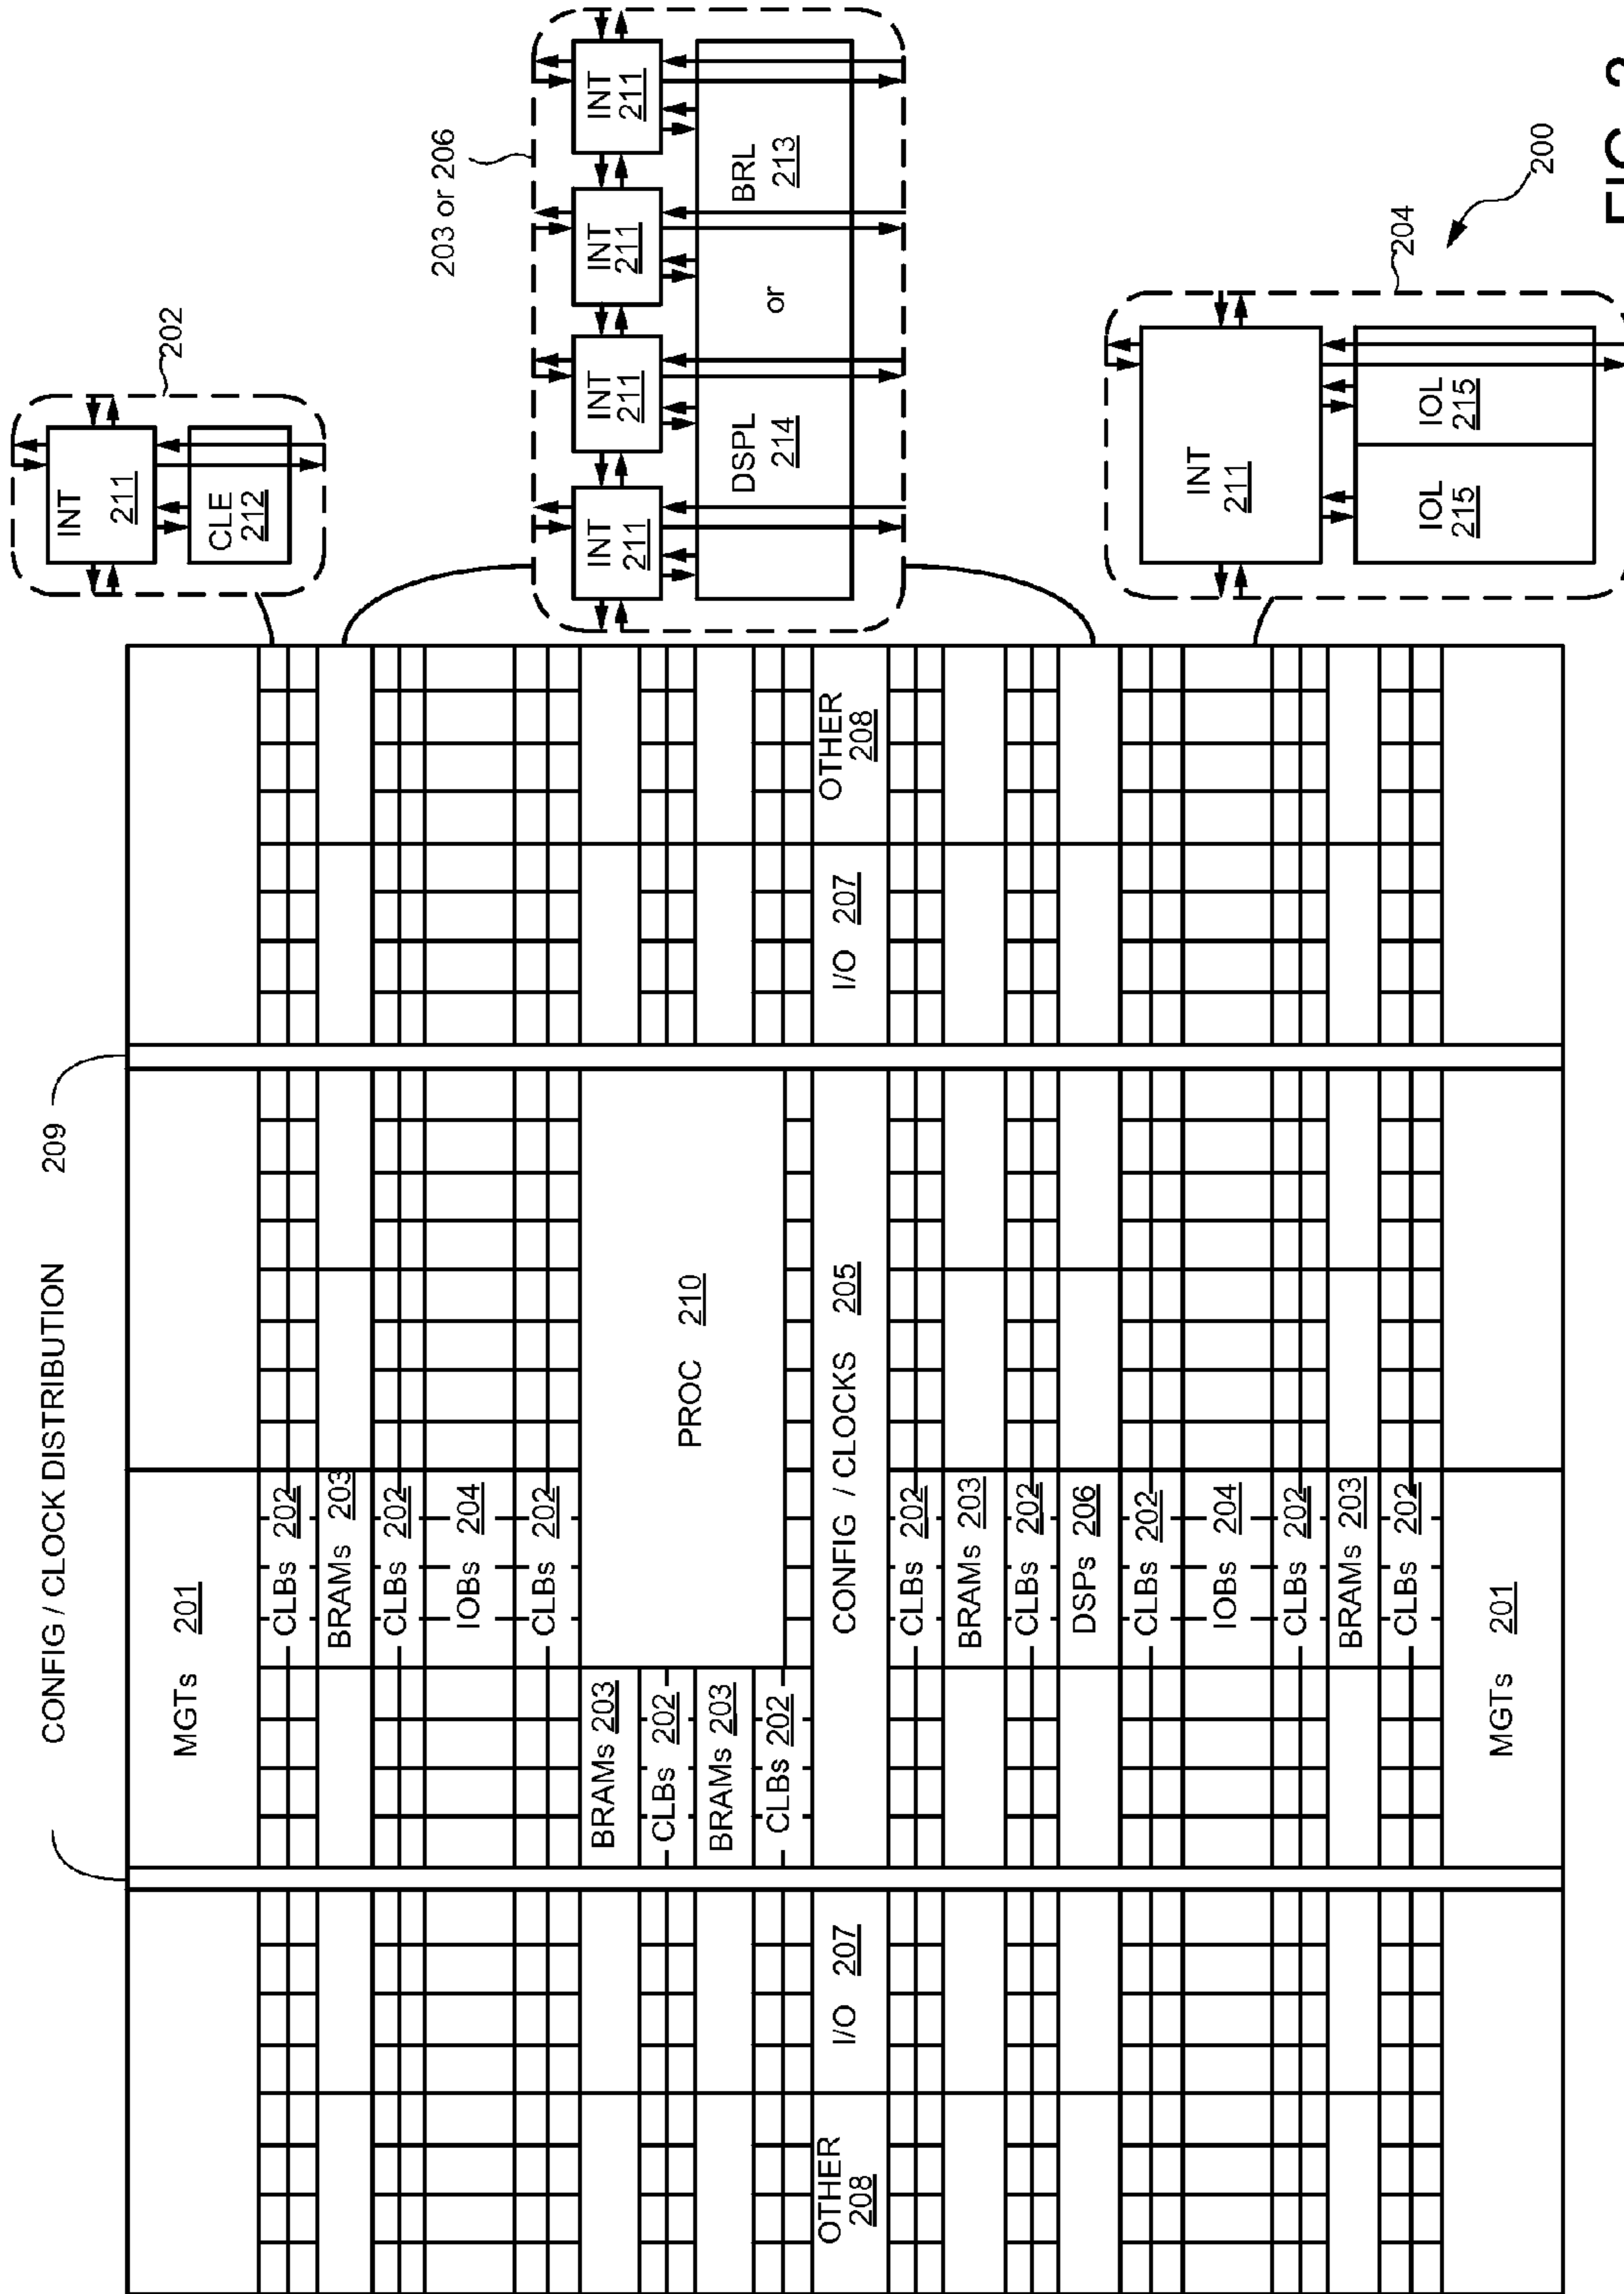 CONFIG / CLOCK DISTRIBUTION 209
MGTs 201
CLBs 202
BRAMs 203
CLBs 202
IOBs 204
CLBs 202
BRAMs 203
CLBs 202
BRAMs 203
CLBs 202
PROC 210
OTHER
208
I/O 207
CONFIG / CLOCKS 205
I/O 207
OTHER
208
CLBs 202
BRAMs 203
CLBs 202
DSPs 206
CLBs 202
IOBs 204
CLBs 202
BRAMs 203
CLBs 202
MGTs 201
INT
211
CLE
212
202
203 or 206
INT
211
INT
211
INT
211
INT
211
DSPL
214
or
BRL
213
INT
211
IOL
215
IOL
215
204
200